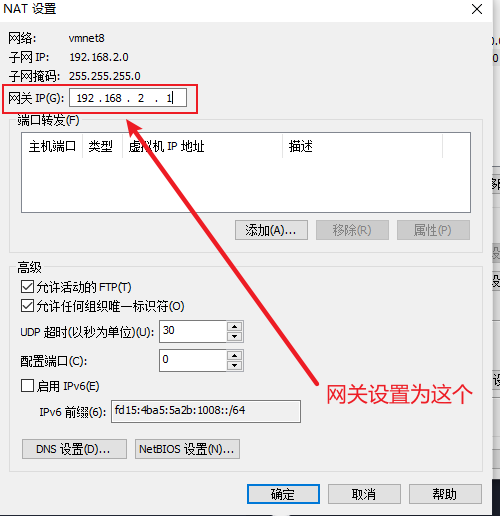 NAT 设置
网络: vmnet8
子网 IP: 192.168.2.0
子网掩码: 255.255.255.0
网关 IP(G): 192 . 168 . 2 . 1
端口转发(F)
主机端口 类型 虚拟机 IP 地址 描述
添加(A)... 移除(R) 属性(P)
高级
允许活动的 FTP(T)
允许任何组织唯一标识符(O)
UDP 超时(以秒为单位)(U): 30
配置端口(C): 0
启用 IPv6(E)
网关设置为这个
IPv6 前缀(6): fd15:4ba5:5a2b:1008::/64
DNS 设置(D)... NetBIOS 设置(N)...
确定 取消 帮助